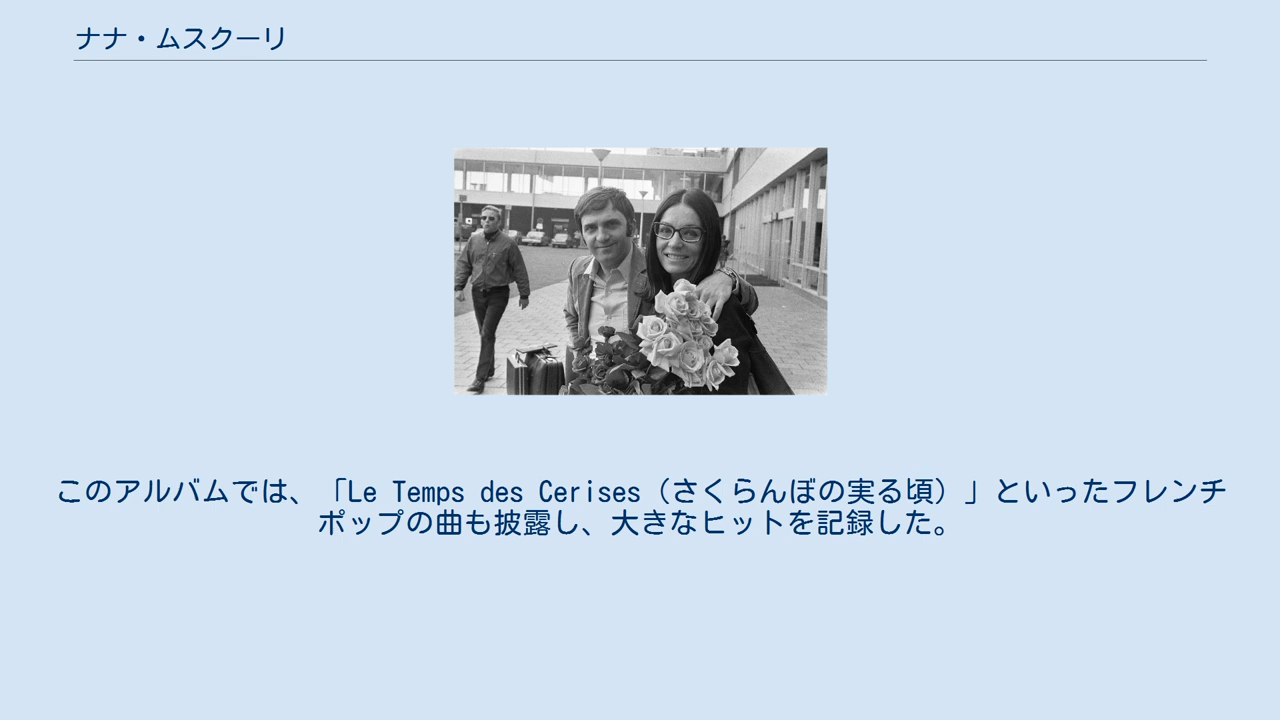 ナナ・ムスクーリ
このアルバムでは、「Le Temps des Cerises（さくらんぼの実る頃）」といったフレンチ
ポップの曲も披露し、大きなヒットを記録した。